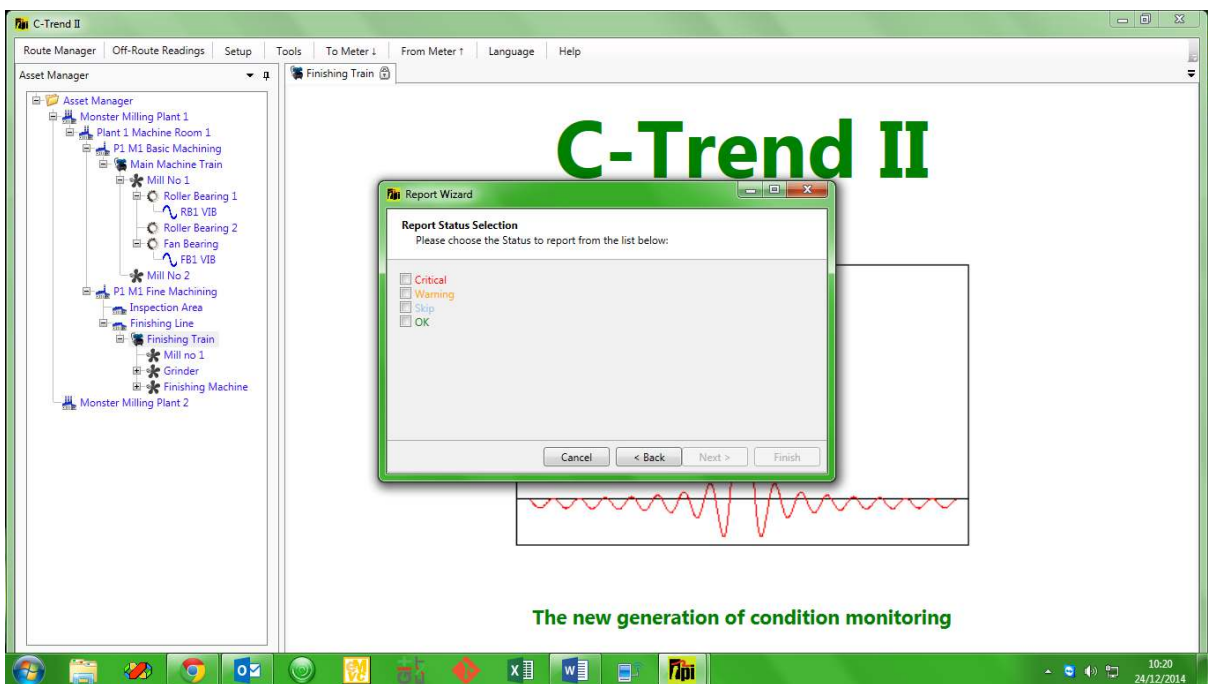 C-Trend II
Route Manager Off-Route Readings Setup Tools To Meter ↓ From Meter ↑ Language Help
Asset Manager
Finishing Train
Asset Manager
Monster Milling Plant 1
Plant 1 Machine Room 1
P1 M1 Basic Machining
Main Machine Train
Mill No 1
Roller Bearing 1
RB1 VIB
Roller Bearing 2
Fan Bearing
FB1 VIB
Mill No 2
P1 M1 Fine Machining
Inspection Area
Finishing Line
Finishing Train
Mill no 1
Grinder
Finishing Machine
Monster Milling Plant 2
C-Trend II
Report Wizard
Report Status Selection
Please choose the Status to report from the list below:
Critical
Warning
Skip
OK
Cancel < Back Next > Finish
The new generation of condition monitoring
10:20
24/12/2014